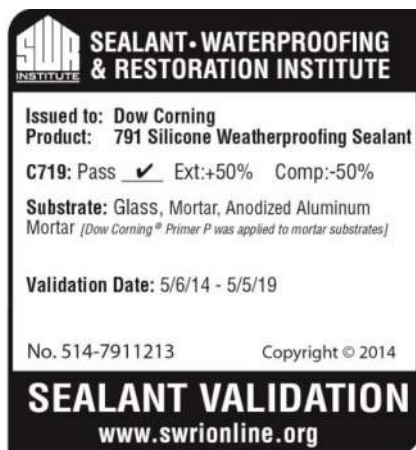 SWR
INSTITUTE
SEALANT • WATERPROOFING
& RESTORATION INSTITUTE
Issued to: Dow Corning
Product: 791 Silicone Weatherproofing Sealant
C719: Pass ✔ Ext:+50% Comp:-50%
Substrate: Glass, Mortar, Anodized Aluminum
Mortar [Dow Corning® Primer P was applied to mortar substrates]
Validation Date: 5/6/14 - 5/5/19
No. 514-7911213 Copyright © 2014
SEALANT VALIDATION
www.swrionline.org